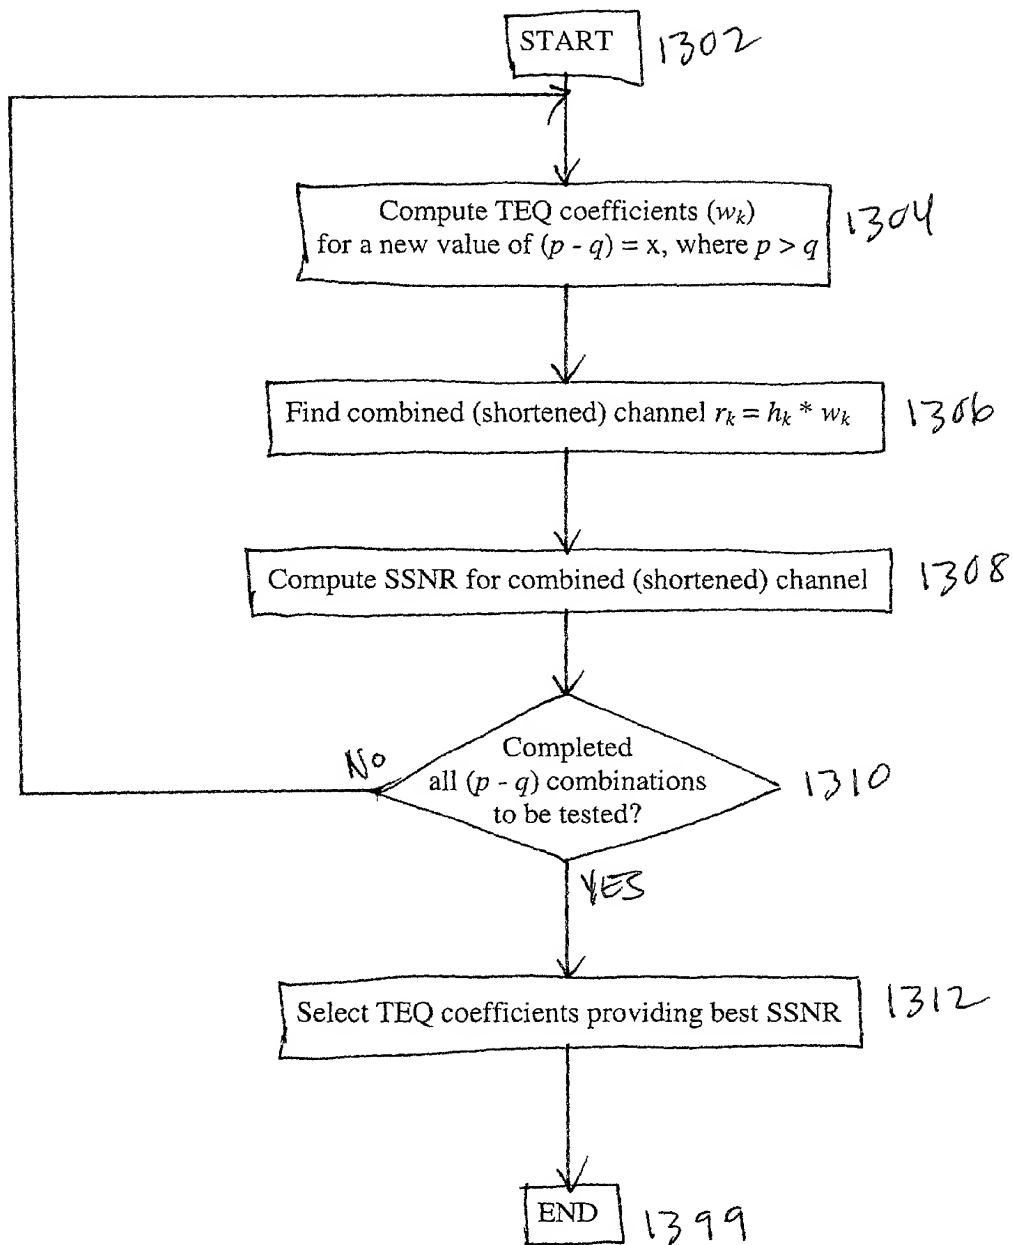 START 1302
Compute TEQ coefficients (wₖ)
for a new value of (p - q) = x, where p > q
1304
Find combined (shortened) channel rₖ = hₖ * wₖ 1306
Compute SSNR for combined (shortened) channel 1308
No
Completed
all (p - q) combinations
to be tested?
1310
YES
Select TEQ coefficients providing best SSNR 1312
END 1399